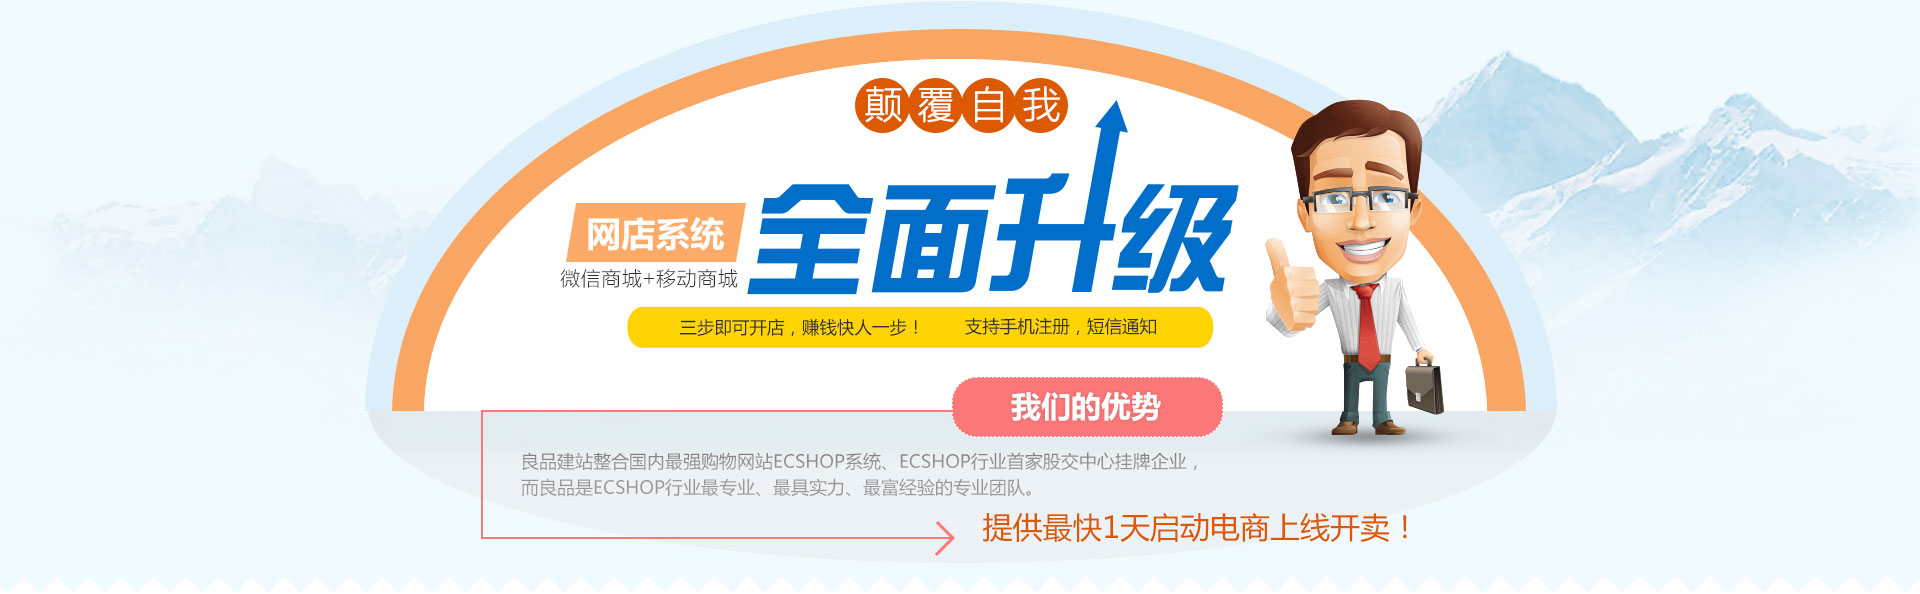 颠覆自我
网店系统
全面升级
微信商城+移动商城
三步即可开店，赚钱快人一步！ 支持手机注册，短信通知
我们的优势
良品建站整合国内最强购物网站ECSHOP系统、ECSHOP行业首家股交中心挂牌企业，
而良品是ECSHOP行业最专业、最具实力、最富经验的专业团队。
提供最快1天启动电商上线开卖！